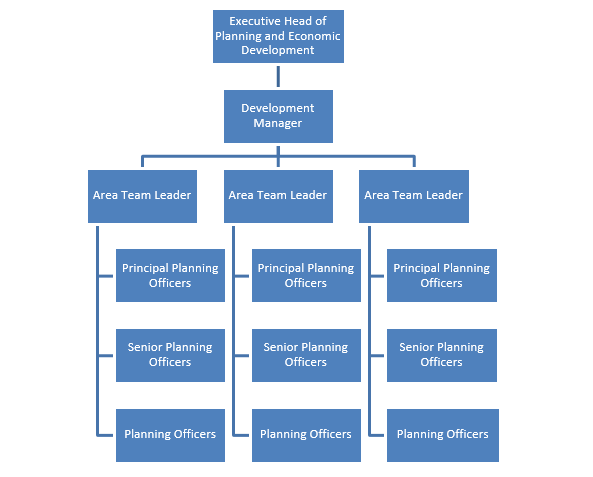 Executive Head of
Planning and Economic
Development
Development
Manager
Area Team Leader
Area Team Leader
Area Team Leader
Principal Planning
Officers
Principal Planning
Officers
Principal Planning
Officers
Senior Planning
Officers
Senior Planning
Officers
Senior Planning
Officers
Planning Officers
Planning Officers
Planning Officers